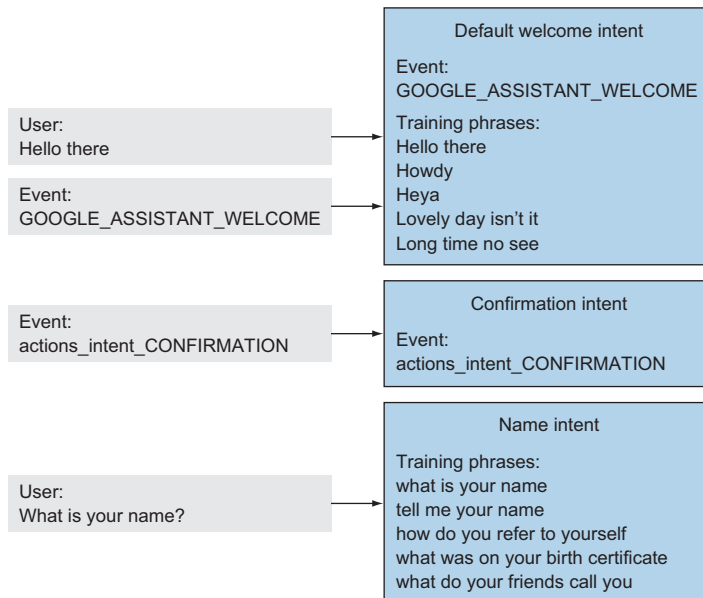 Default welcome intent
Event:
GOOGLE_ASSISTANT_WELCOME
Training phrases:
Hello there
Howdy
Heya
Lovely day isn’t it
Long time no see
User:
Hello there
Event:
GOOGLE_ASSISTANT_WELCOME
Event:
actions_intent_CONFIRMATION
Confirmation intent
Event:
actions_intent_CONFIRMATION
User:
What is your name?
Name intent
Training phrases:
what is your name
tell me your name
how do you refer to yourself
what was on your birth certificate
what do your friends call you